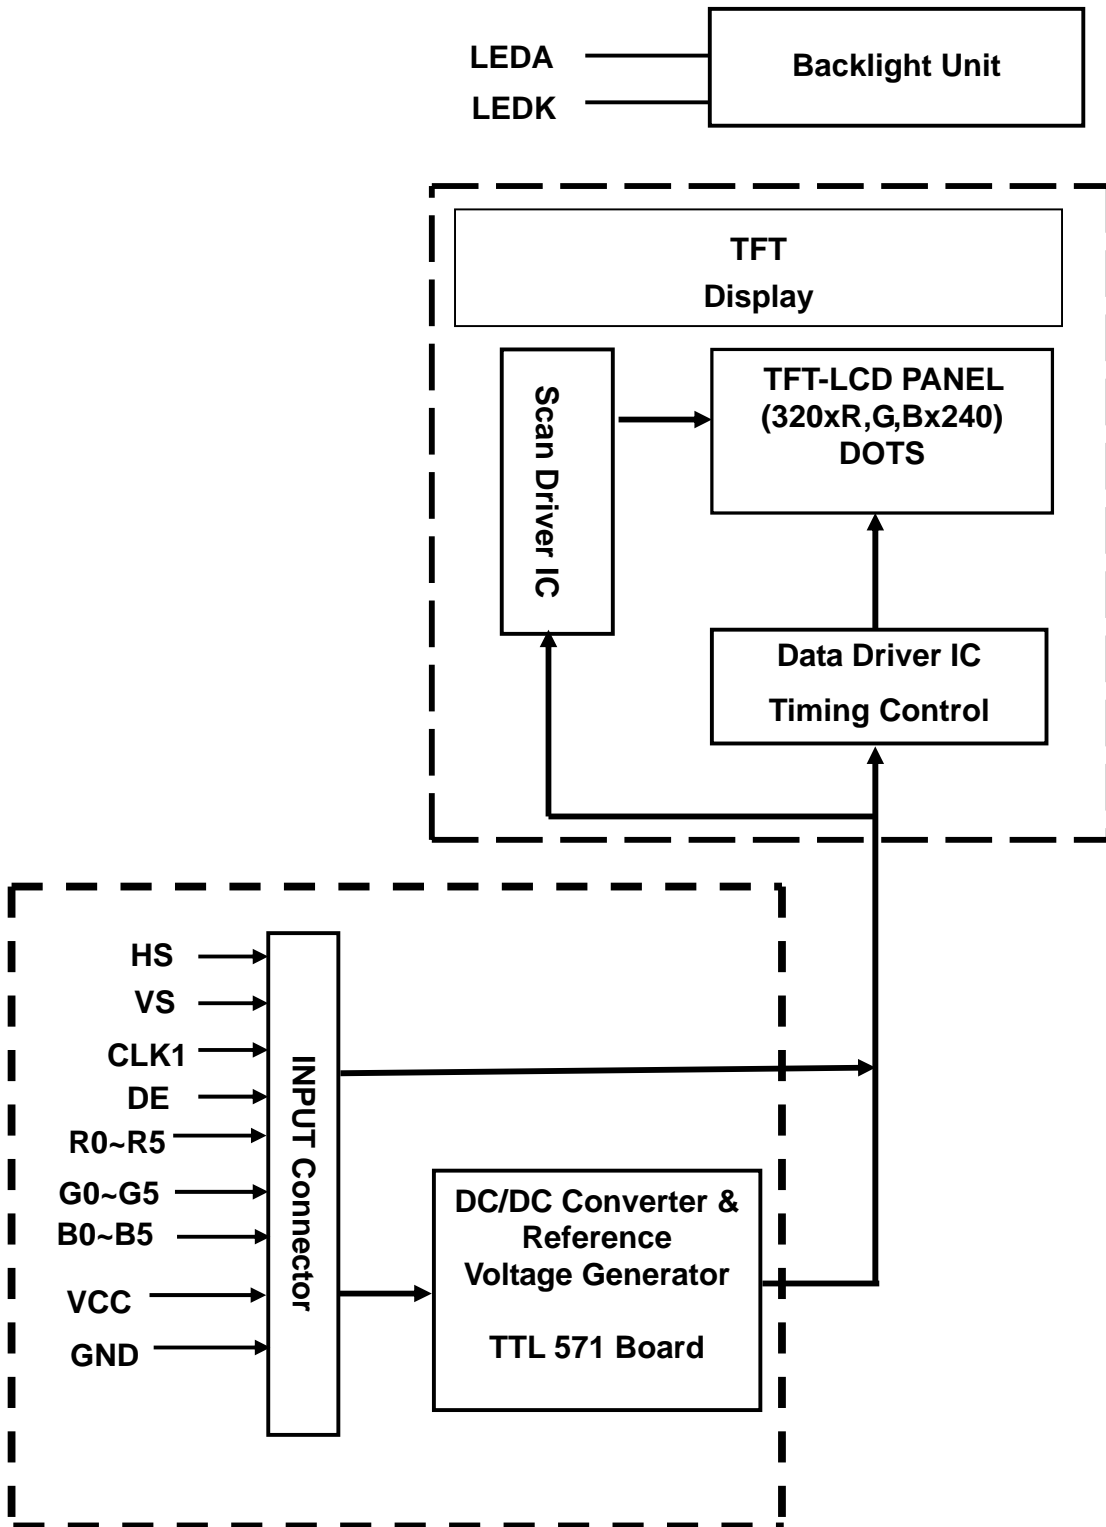 LEDA
LEDK
Backlight Unit
TFT
Display
Scan Driver IC
TFT-LCD PANEL
(320xR,G,Bx240)
DOTS
Data Driver IC
Timing Control
HS
VS
CLK1
DE
R0~R5
G0~G5
B0~B5
VCC
GND
INPUT Connector
DC/DC Converter &
Reference
Voltage Generator
TTL 571 Board